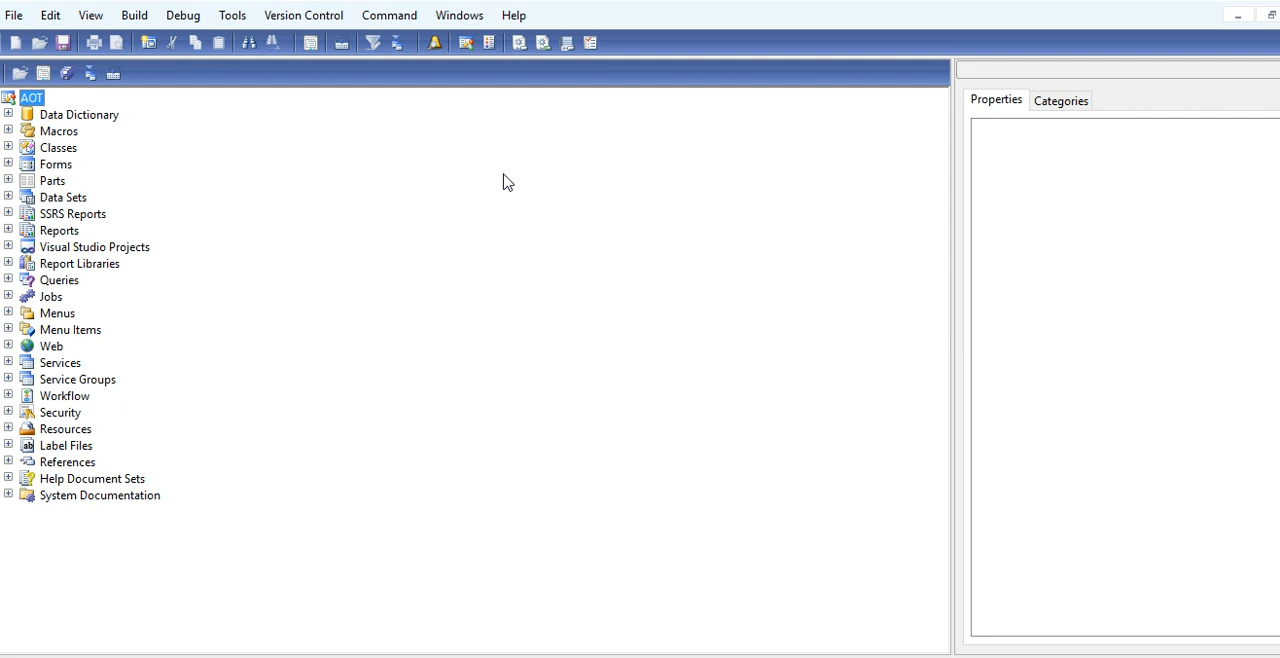 File Edit View Build Debug Tools Version Control Command Windows Help
AOT
Data Dictionary
Macros
Classes
Forms
Parts
Data Sets
SSRS Reports
Reports
Visual Studio Projects
Report Libraries
Queries
Jobs
Menus
Menu Items
Web
Services
Service Groups
Workflow
Security
Resources
Label Files
References
Help Document Sets
System Documentation
Properties Categories